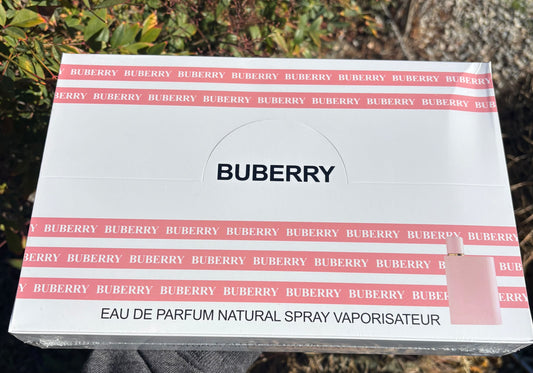 BUBERRY BUBERRY BUBERRY BUBERRY BUBERRY BUBERRY BUBERRY BUBERRY
BERRY BUBERRY BUBERRY BUBERRY BUBERRY BUBERRY BUBERRY BUBERRY BUBERRY
BUBERRY
Y BUBERRY BUBERRY BUBERRY BUBERRY BUBERRY BUBERRY BUBERRY BUBERRY
ERRY BUBERRY BUBERRY BUBERRY BUBERRY BUBERRY BUBERRY BUBERRY
BUBERRY BUBERRY BUBERRY BUBERRY BUBERRY BUBERRY BUBERRY BUBERRY
EAU DE PARFUM NATURAL SPRAY VAPORISATEUR